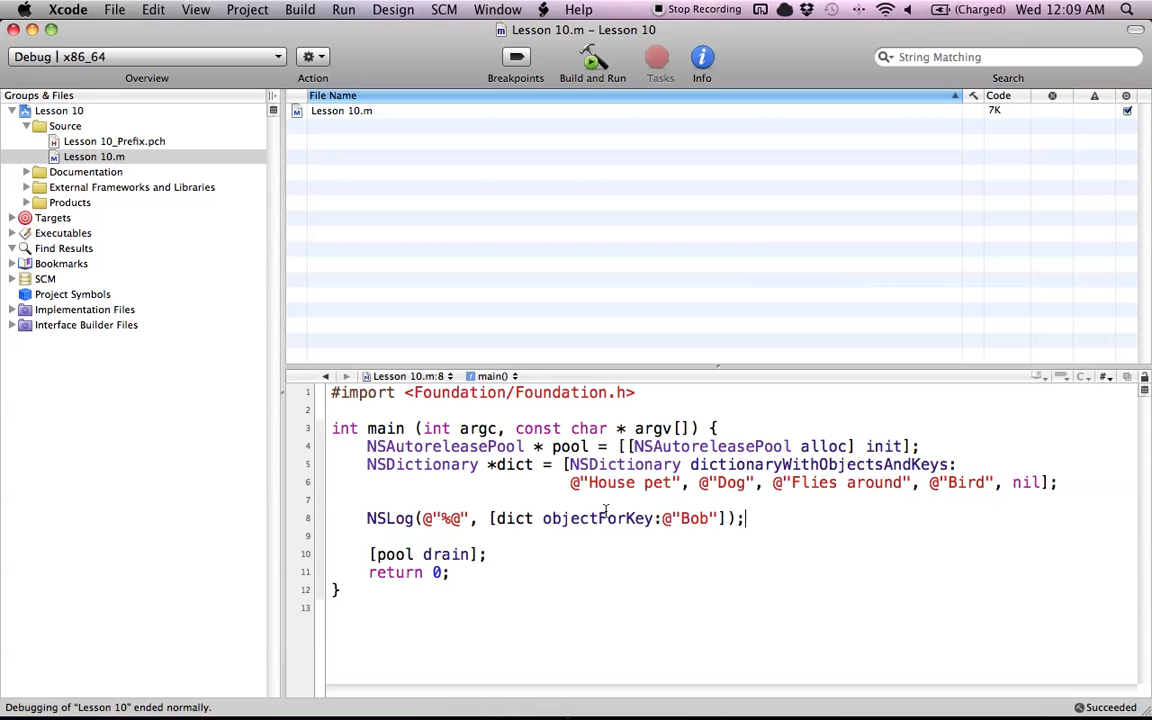 Xcode File Edit View Project Build Run Design SCM Window Help Stop Recording (Charged) Wed 12:09 AM
Lesson 10.m - Lesson 10
Debug | x86_64
String Matching
Overview Action Breakpoints Build and Run Tasks Info Search
Groups & Files
Lesson 10
Source
Lesson 10_Prefix.pch
Lesson 10.m
Documentation
External Frameworks and Libraries
Products
Targets
Executables
Find Results
Bookmarks
SCM
Project Symbols
Implementation Files
Interface Builder Files
File Name Code
Lesson 10.m 7K
Lesson 10.m:8 main()
1 #import <Foundation/Foundation.h>
2
3 int main (int argc, const char * argv[]) {
4 NSAutoreleasePool * pool = [[NSAutoreleasePool alloc] init];
5 NSDictionary *dict = [NSDictionary dictionaryWithObjectsAndKeys:
6 @"House pet", @"Dog", @"Flies around", @"Bird", nil];
7
8 NSLog(@"%@", [dict objectForKey:@"Bob"]);
9
10 [pool drain];
11 return 0;
12 }
13
Debugging of "Lesson 10" ended normally. Succeeded